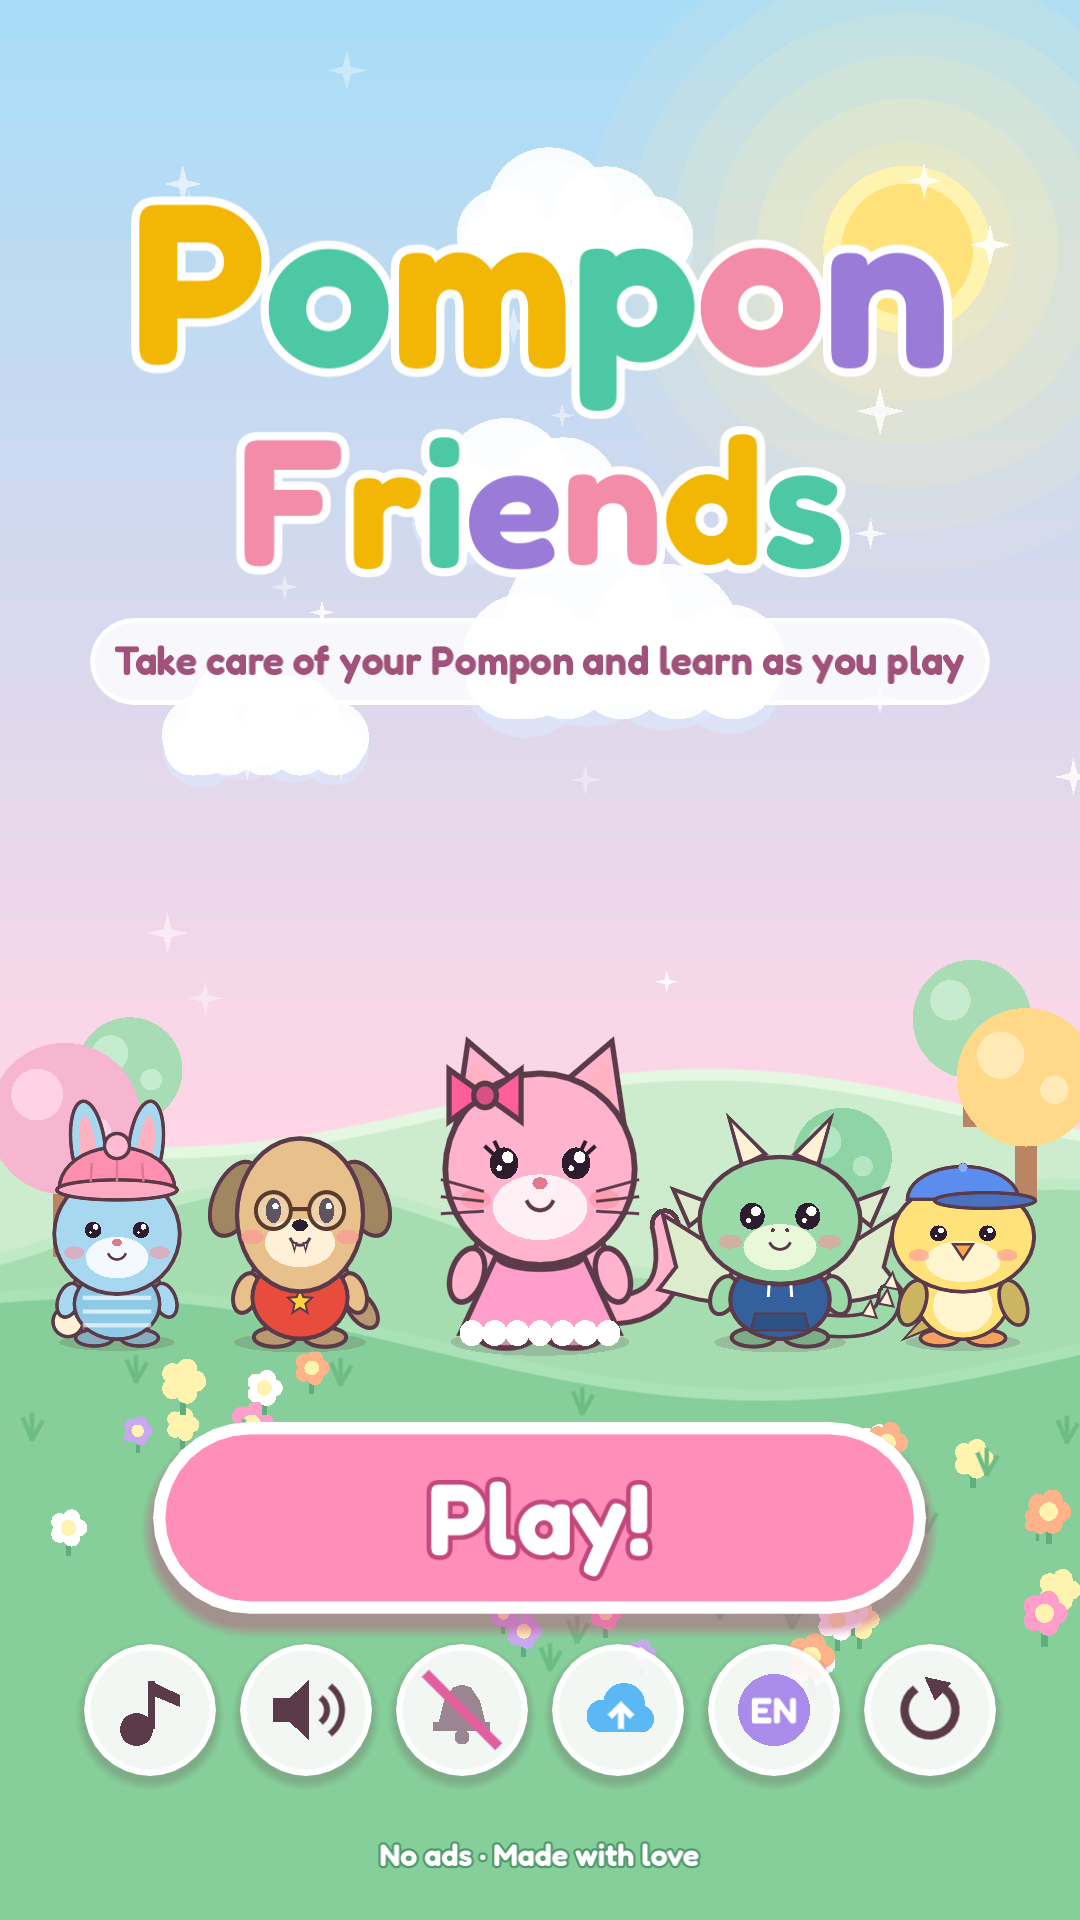 Pompon
Friends
Take care of your Pompon and learn as you play
Play!
EN
No ads · Made with love